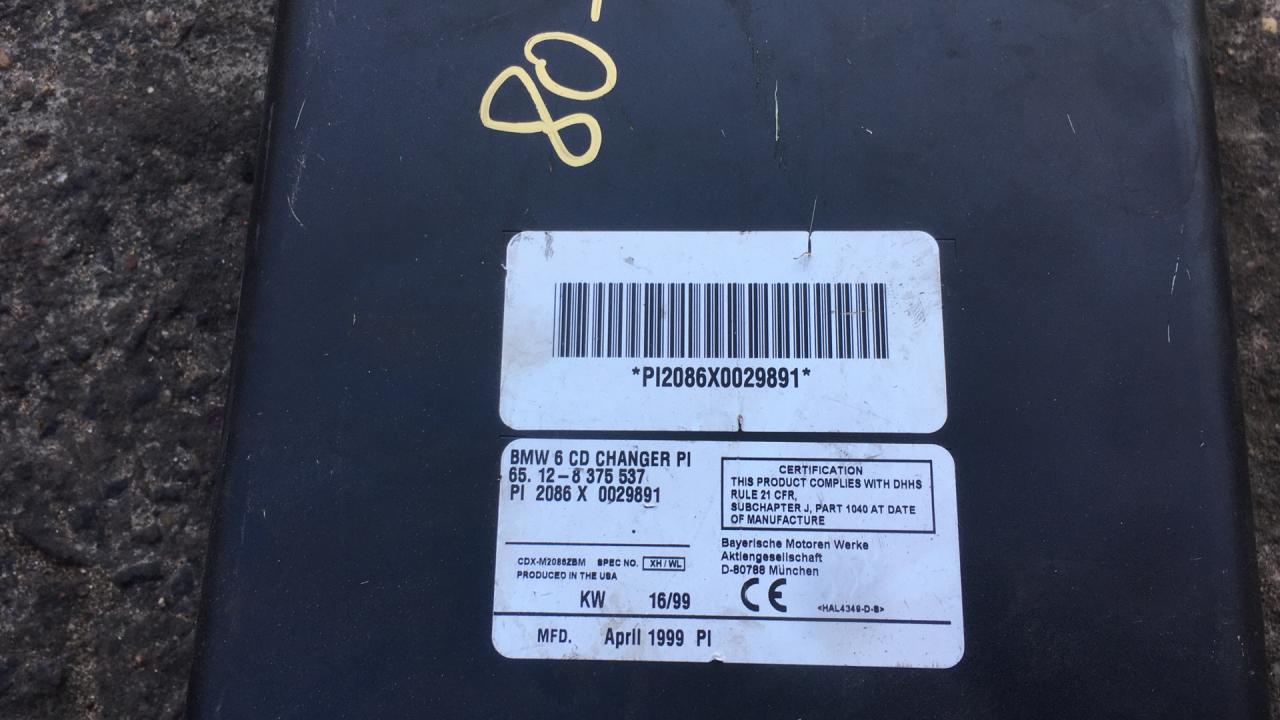 80-
*PI2086X0029891*
BMW 6 CD CHANGER PI
65. 12-8 375 537
PI 2086 X 0029891
CDX-M2086ZBM SPEC NO. XH/WL
PRODUCED IN THE USA
KW 16/99
MFD. April 1999 PI
CERTIFICATION
THIS PRODUCT COMPLIES WITH DHHS
RULE 21 CFR,
SUBCHAPTER J, PART 1040 AT DATE
OF MANUFACTURE
Bayerische Motoren Werke
Aktiengesellschaft
D-80788 München
CE
<HAL4349-D-B>